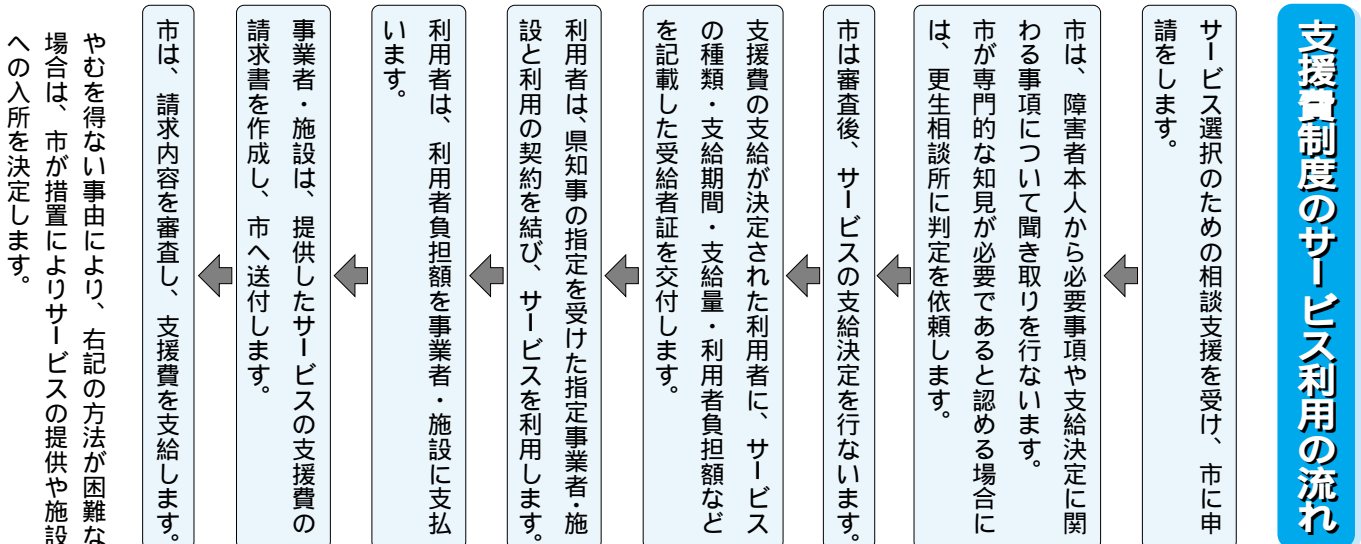 支援費制度のサービス利用の流れ
サービス選択のための相談支援を受け、市に申
請をします。
市は、障害者本人から必要事項や支給決定に関
わる事項について聞き取りを行ないます。
市が専門的な知見が必要であると認める場合に
は、更生相談所に判定を依頼します。
市は審査後、サービスの支給決定を行ないます。
支援費の支給が決定された利用者に、サービス
の種類・支給期間・支給量・利用者負担額など
を記載した受給者証を交付します。
利用者は、県知事の指定を受けた指定事業者・施
設と利用の契約を結び、サービスを利用します。
利用者は、利用者負担額を事業者・施設に支払
います。
事業者・施設は、提供したサービスの支援費の
請求書を作成し、市へ送付します。
市は、請求内容を審査し、支援費を支給します。
やむを得ない事由により、右記の方法が困難な
場合は、市が措置によりサービスの提供や施設
への入所を決定します。